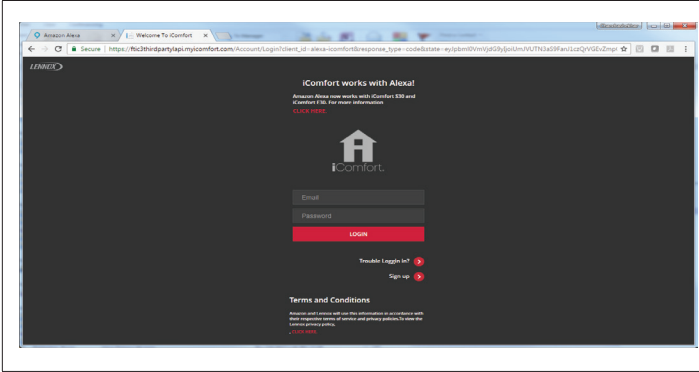 Amazon Alexa
Welcome To iComfort
Secure
https://ftic3thirdpartylapi.myicomfort.com/Account/Login?client_id=alexa-icomfort&response_type=code&state=
LENNOX
iComfort works with Alexa!
Amazon Alexa now works with iComfort S30 and
iComfort E30. For more information
CLICK HERE
iComfort.
Email
Password
LOGIN
Trouble Loggin In?
Sign up
Terms and Conditions
Amazon and Lennox will use this information in accordance with
their respective terms of service and privacy policies.To view the
Lennox privacy policy,
CLICK HERE